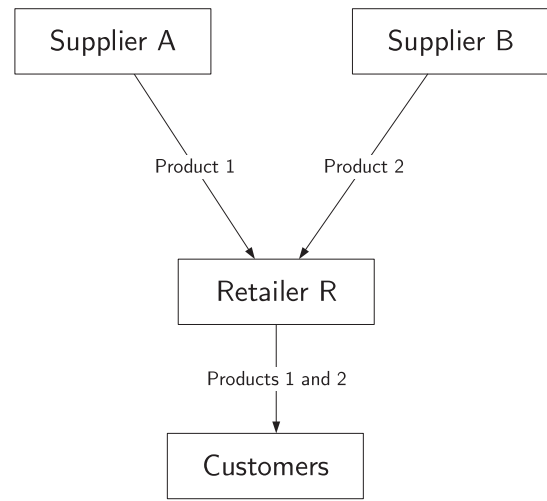 Supplier A
Supplier B
Product 1
Product 2
Retailer R
Products 1 and 2
Customers